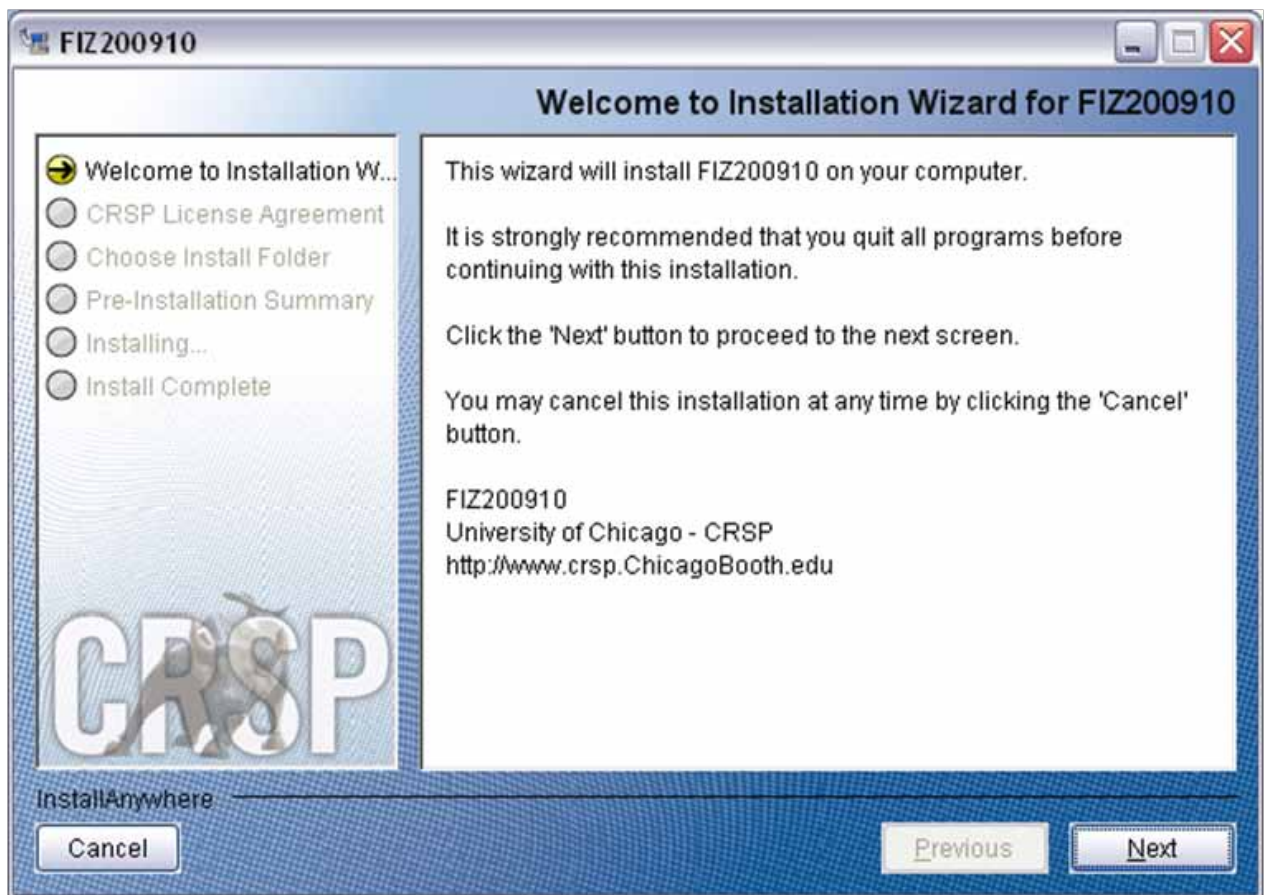 FIZ200910
Welcome to Installation Wizard for FIZ200910
Welcome to Installation W...
CRSP License Agreement
Choose Install Folder
Pre-Installation Summary
Installing...
Install Complete
CRSP
This wizard will install FIZ200910 on your computer.
It is strongly recommended that you quit all programs before
continuing with this installation.
Click the 'Next' button to proceed to the next screen.
You may cancel this installation at any time by clicking the 'Cancel'
button.
FIZ200910
University of Chicago - CRSP
http://www.crsp.ChicagoBooth.edu
InstallAnywhere
Cancel
Previous
Next